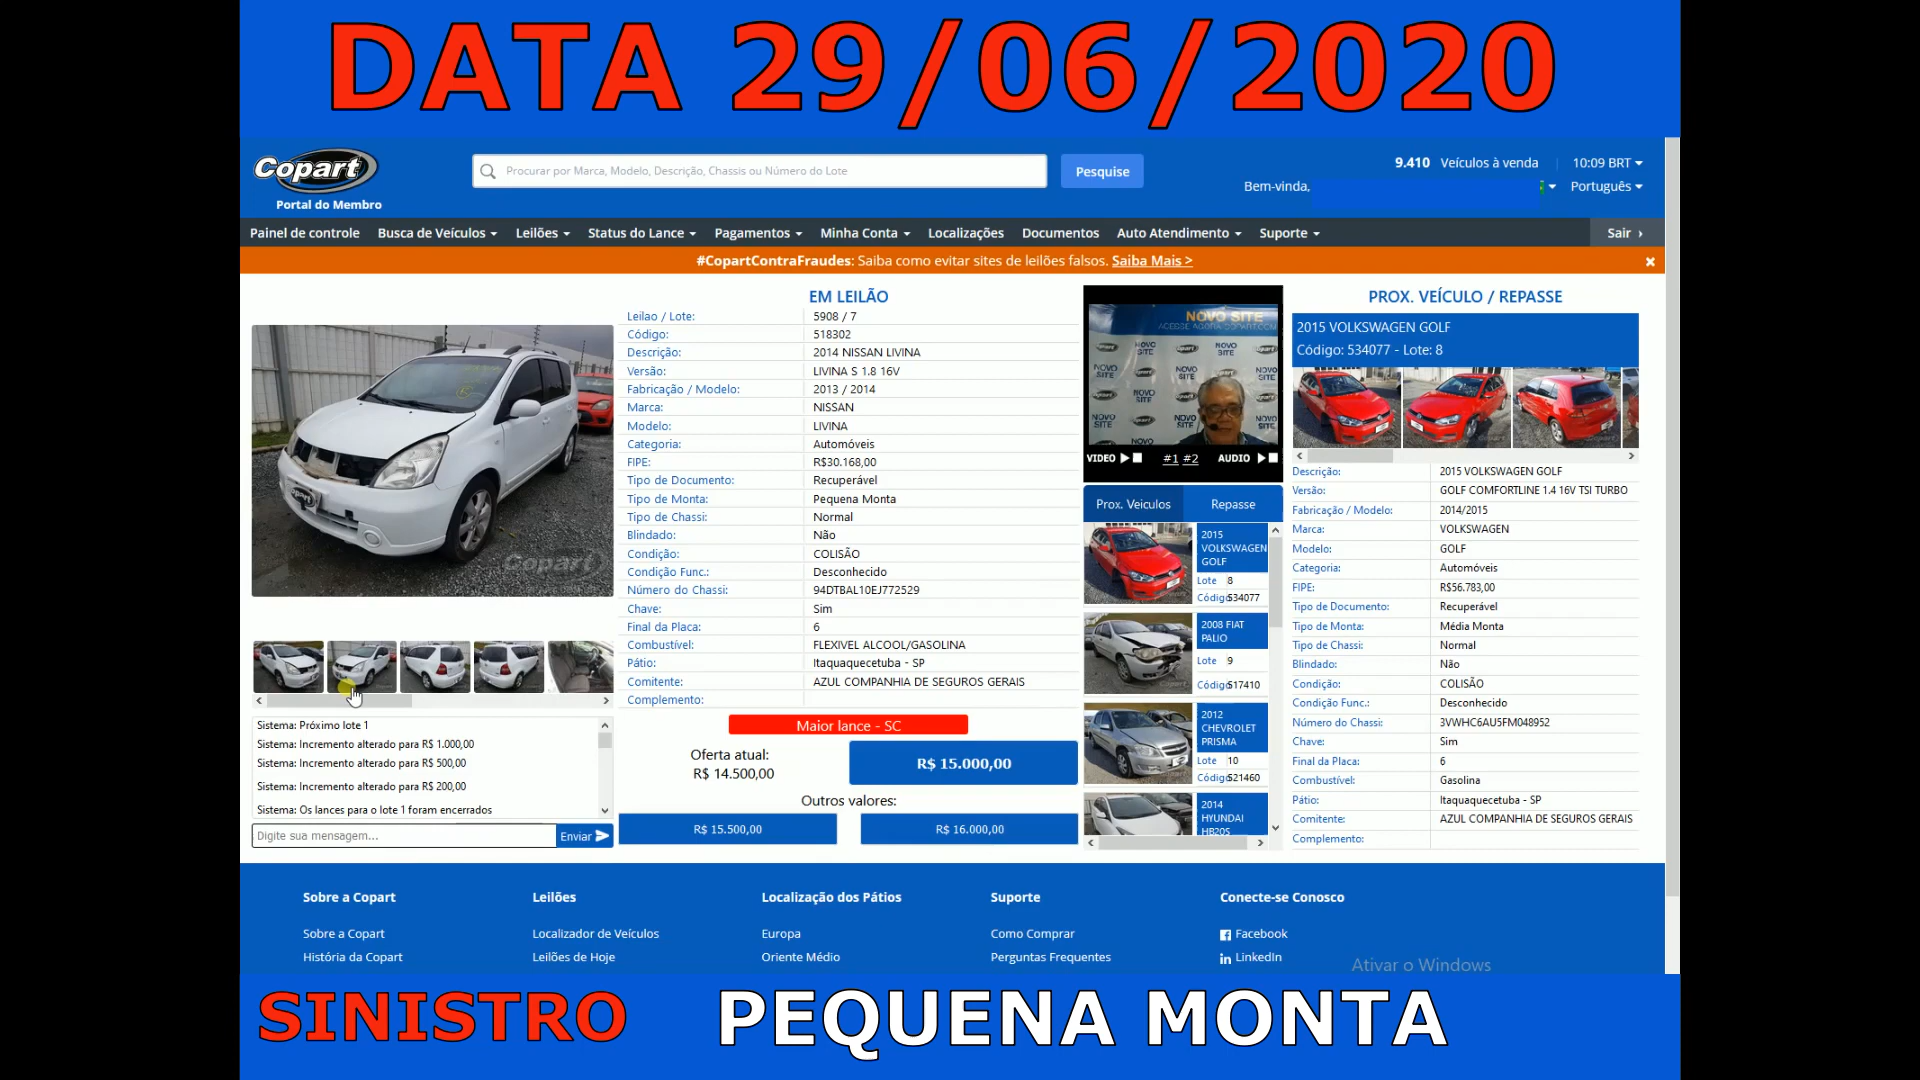 DATA 29/06/2020
Copart
Portal do Membro
Procurar por Marca, Modelo, Descrição, Chassis ou Número do Lote
Pesquise
9.410 Veículos à venda
10:09 BRT
Bem-vinda,
Português
Painel de controle Busca de Veículos Leilões Status do Lance Pagamentos Minha Conta Localizações Documentos Auto Atendimento Suporte Sair
#CopartContraFraudes: Saiba como evitar sites de leilões falsos. Saiba Mais >
EM LEILÃO
Leilao / Lote: 5908 / 7
Código: 518302
Descrição: 2014 NISSAN LIVINA
Versão: LIVINA S 1.8 16V
Fabricação / Modelo: 2013 / 2014
Marca: NISSAN
Modelo: LIVINA
Categoria: Automóveis
FIPE: R$30.168,00
Tipo de Documento: Recuperável
Tipo de Monta: Pequena Monta
Tipo de Chassi: Normal
Blindado: Não
Condição: COLISÃO
Condição Func.: Desconhecido
Número do Chassi: 94DTBAL10EJ772529
Chave: Sim
Final da Placa: 6
Combustível: FLEXIVEL ALCOOL/GASOLINA
Pátio: Itaquaquecetuba - SP
Comitente: AZUL COMPANHIA DE SEGUROS GERAIS
Complemento:
Maior lance - SC
Oferta atual:
R$ 14.500,00
R$ 15.000,00
Outros valores:
R$ 15.500,00
R$ 16.000,00
Copart
Sistema: Próximo lote 1
Sistema: Incremento alterado para R$ 1.000,00
Sistema: Incremento alterado para R$ 500,00
Sistema: Incremento alterado para R$ 200,00
Sistema: Os lances para o lote 1 foram encerrados
Digite sua mensagem...
Enviar
NOVO SITE
ACESSE AGORA COPART.COM
NOVO SITE
VIDEO #1 #2 AUDIO
Prox. Veiculos Repasse
2015 VOLKSWAGEN GOLF
Lote 8
Código 534077
2008 FIAT PALIO
Lote 9
Código 517410
2012 CHEVROLET PRISMA
Lote 10
Código 521460
2014 HYUNDAI HB20S
PROX. VEÍCULO / REPASSE
2015 VOLKSWAGEN GOLF
Código: 534077 - Lote: 8
Descrição: 2015 VOLKSWAGEN GOLF
Versão: GOLF COMFORTLINE 1.4 16V TSI TURBO
Fabricação / Modelo: 2014/2015
Marca: VOLKSWAGEN
Modelo: GOLF
Categoria: Automóveis
FIPE: R$56.783,00
Tipo de Documento: Recuperável
Tipo de Monta: Média Monta
Tipo de Chassi: Normal
Blindado: Não
Condição: COLISÃO
Condição Func.: Desconhecido
Número do Chassi: 3VWHC6AU5FM048952
Chave: Sim
Final da Placa: 6
Combustível: Gasolina
Pátio: Itaquaquecetuba - SP
Comitente: AZUL COMPANHIA DE SEGUROS GERAIS
Complemento:
Sobre a Copart
Sobre a Copart
História da Copart
Leilões
Localizador de Veículos
Leilões de Hoje
Localização dos Pátios
Europa
Oriente Médio
Suporte
Como Comprar
Perguntas Frequentes
Conecte-se Conosco
Facebook
LinkedIn
Ativar o Windows
SINISTRO PEQUENA MONTA